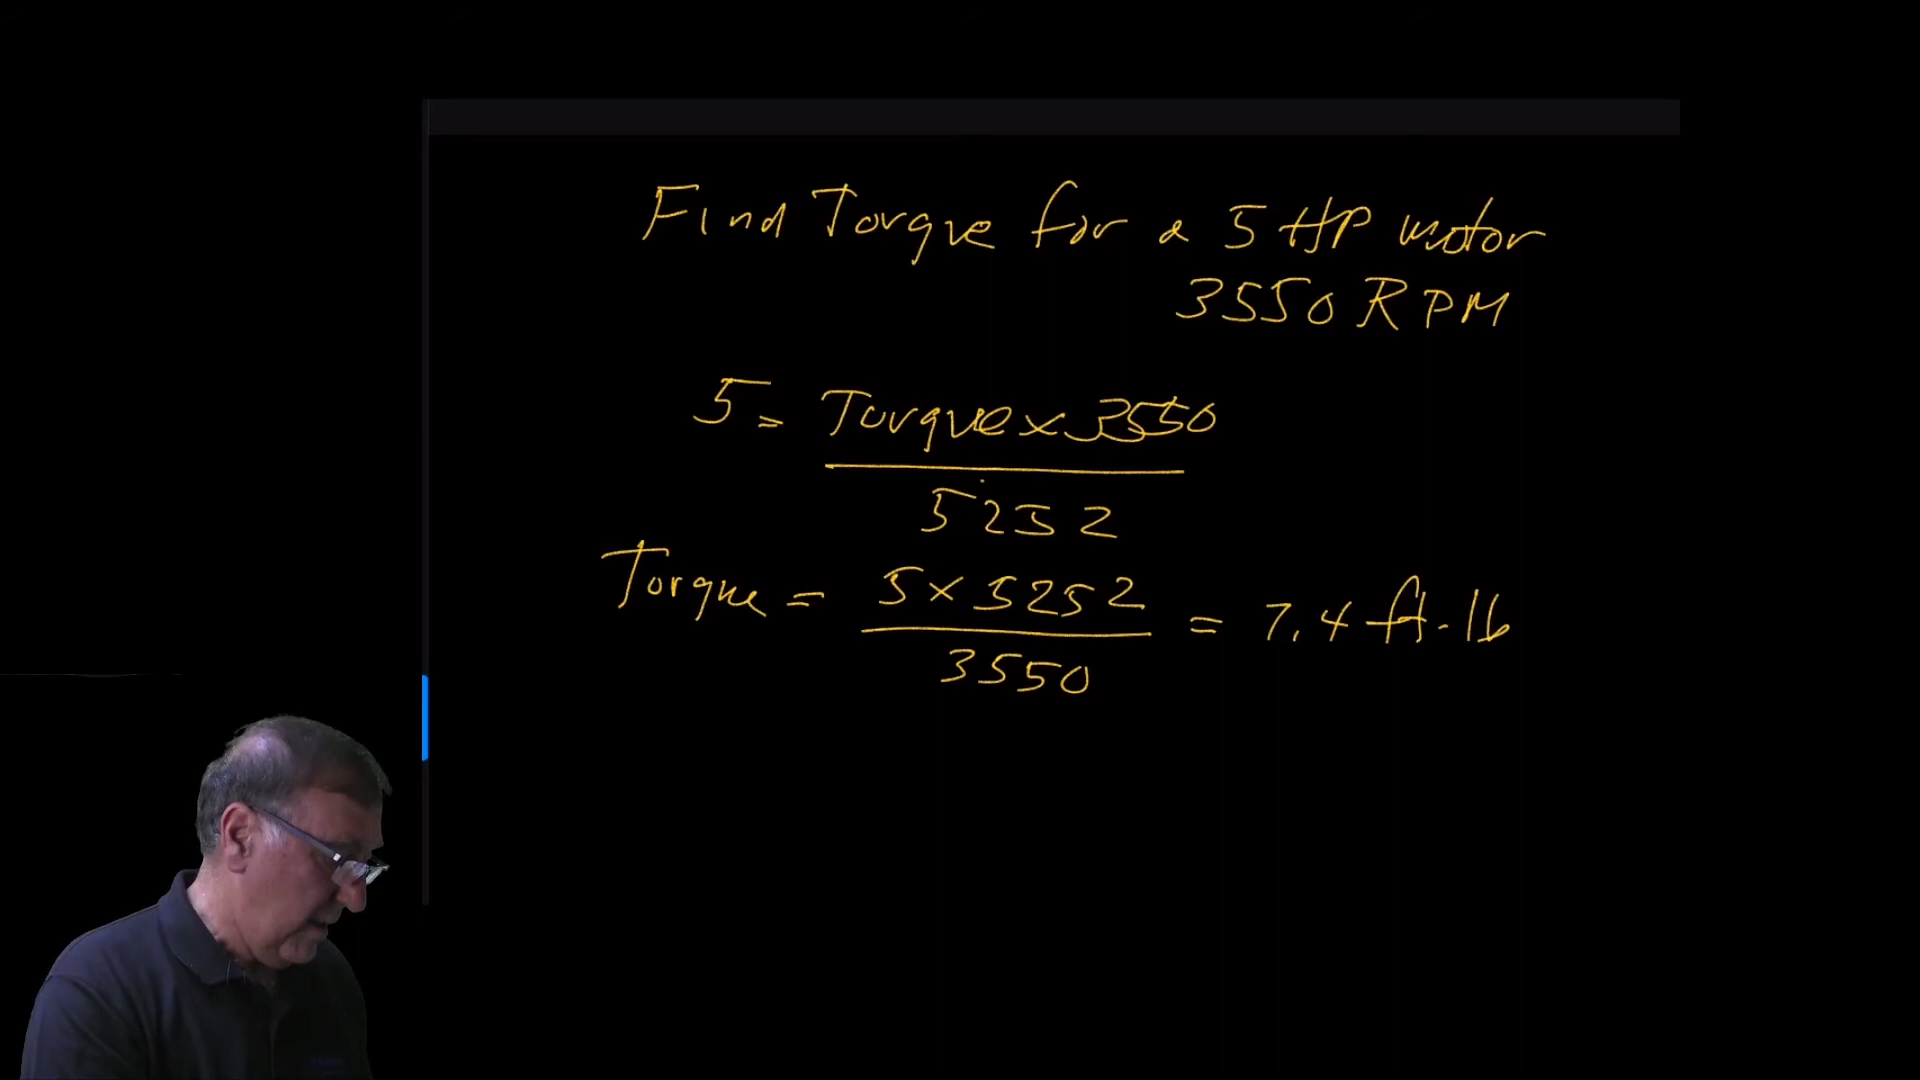 Find Torque for a 5 HP motor
3550 RPM
5 = Torque x 3550
5252
Torque = 5 x 5252 = 7.4 ft-lb
3550